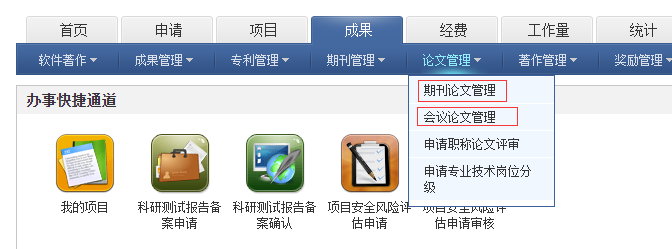 首页 申请 项目 成果 经费 工作量 统计
软件著作 成果管理 专利管理 期刊管理 论文管理 著作管理 奖励管理
期刊论文管理
会议论文管理
申请职称论文评审
申请专业技术岗位分
级
办事快捷通道
我的项目
科研测试报告备
案申请
科研测试报告备
案确认
项目安全风险评
估申请
项目安全风险评
估申请审核